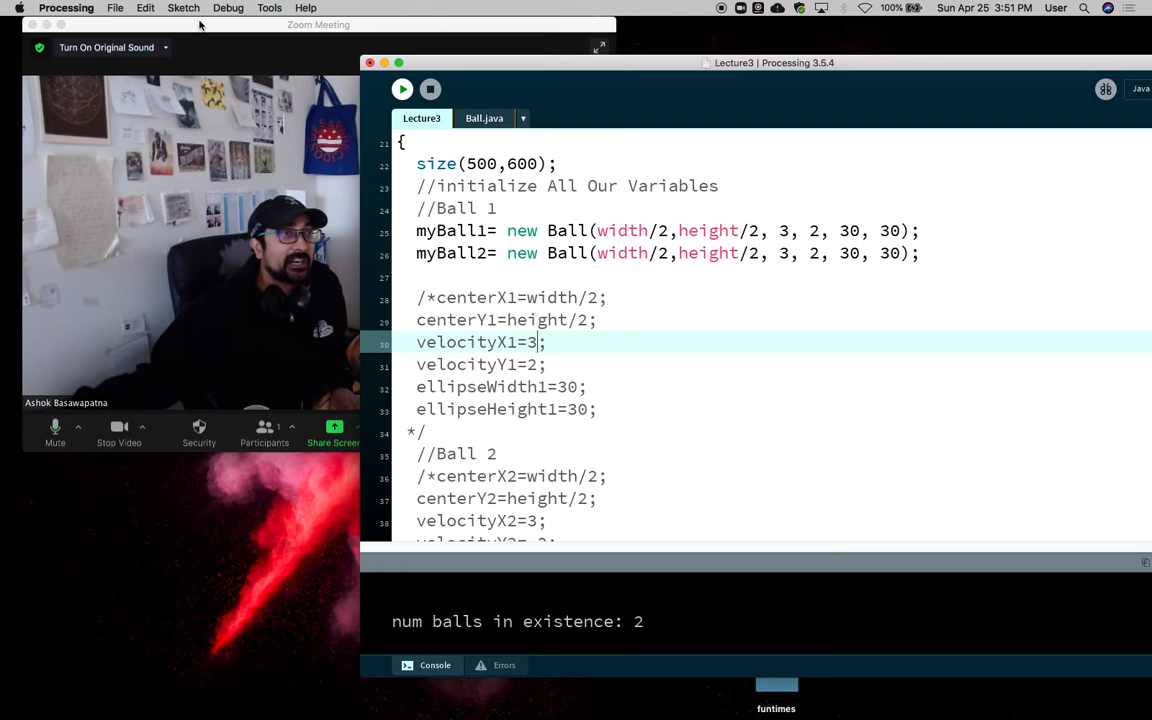 Processing File Edit Sketch Debug Tools Help 100% Sun Apr 25 3:51 PM User
Zoom Meeting
Turn On Original Sound
Lecture3 | Processing 3.5.4
Java
Lecture3 Ball.java
21 {
22 size(500,600);
23 //initialize All Our Variables
24 //Ball 1
25 myBall1= new Ball(width/2,height/2, 3, 2, 30, 30);
26 myBall2= new Ball(width/2,height/2, 3, 2, 30, 30);
27
28 /*centerX1=width/2;
29 centerY1=height/2;
30 velocityX1=3;
31 velocityY1=2;
32 ellipseWidth1=30;
33 ellipseHeight1=30;
34 */
35 //Ball 2
36 /*centerX2=width/2;
37 centerY2=height/2;
38 velocityX2=3;
Ashok Basawapatna
Mute Stop Video Security Participants 1 Share Screen
num balls in existence: 2
Console Errors
funtimes